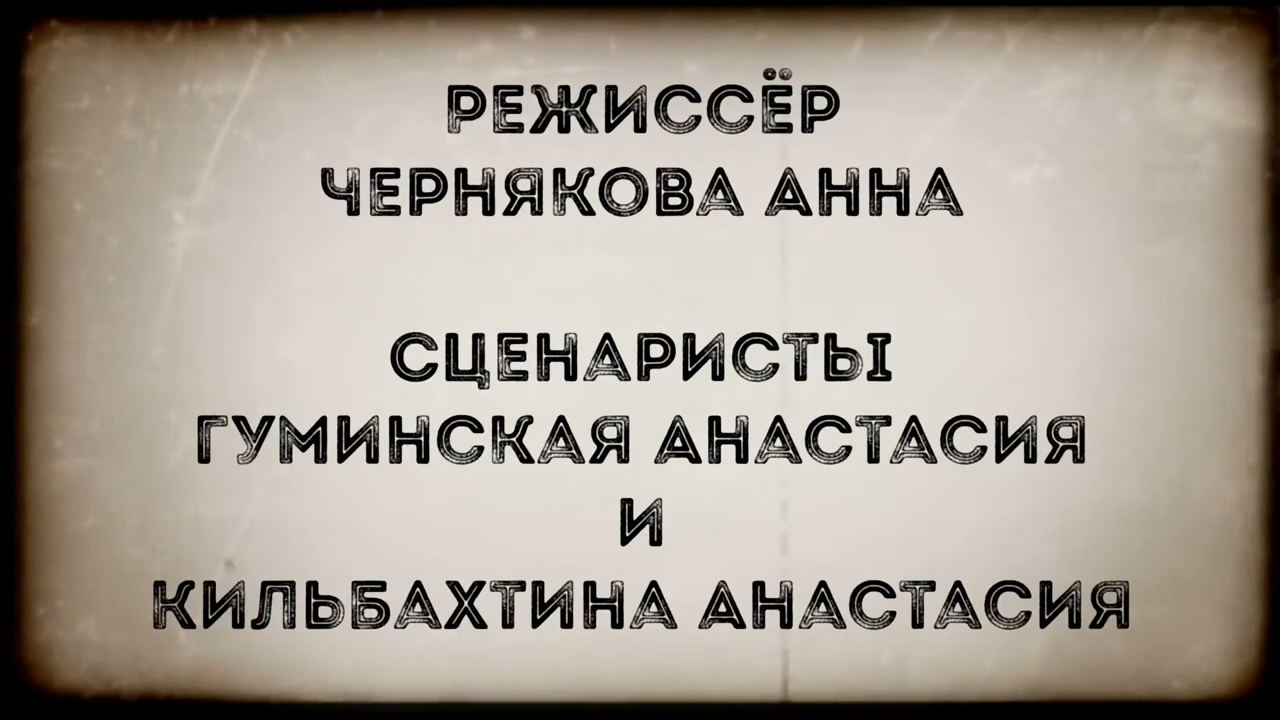 РЕЖИССЁР
ЧЕРНЯКОВА АННА
СЦЕНАРИСТЫ
ГУМИНСКАЯ АНАСТАСИЯ
И
КИЛЬБАХТИНА АНАСТАСИЯ